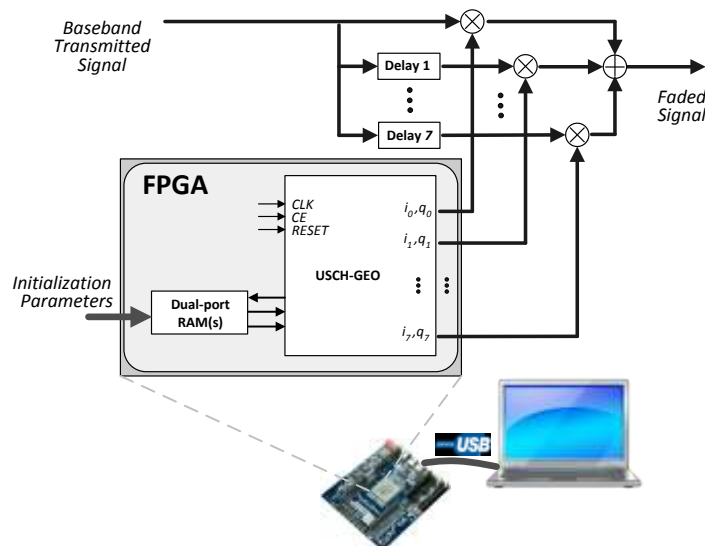 Baseband
Transmitted
Signal
Delay 1
Delay 7
Faded
Signal
FPGA
CLK
CE
RESET
i0,q0
i1,q1
USCH-GEO
Initialization
Parameters
Dual-port
RAM(s)
i7,q7
USB